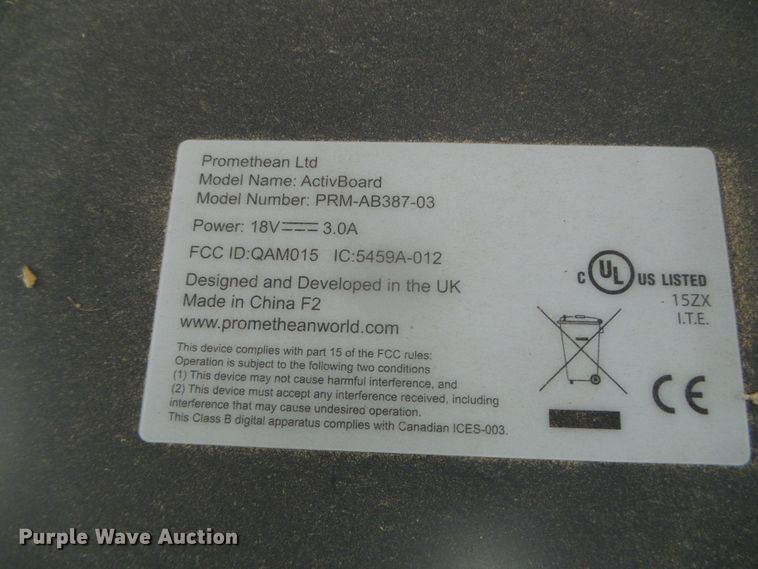 Promethean Ltd
Model Name: ActivBoard
Model Number: PRM-AB387-03
Power: 18V⎓ 3.0A
FCC ID:QAM015 IC:5459A-012
Designed and Developed in the UK
Made in China F2
www.prometheanworld.com
This device complies with part 15 of the FCC rules:
Operation is subject to the following two conditions
(1) This device may not cause harmful interference, and
(2) This device must accept any interference received, including
interference that may cause undesired operation.
This Class B digital apparatus complies with Canadian ICES-003.
C UL US LISTED
15ZX
I.T.E.
CE
Purple Wave Auction